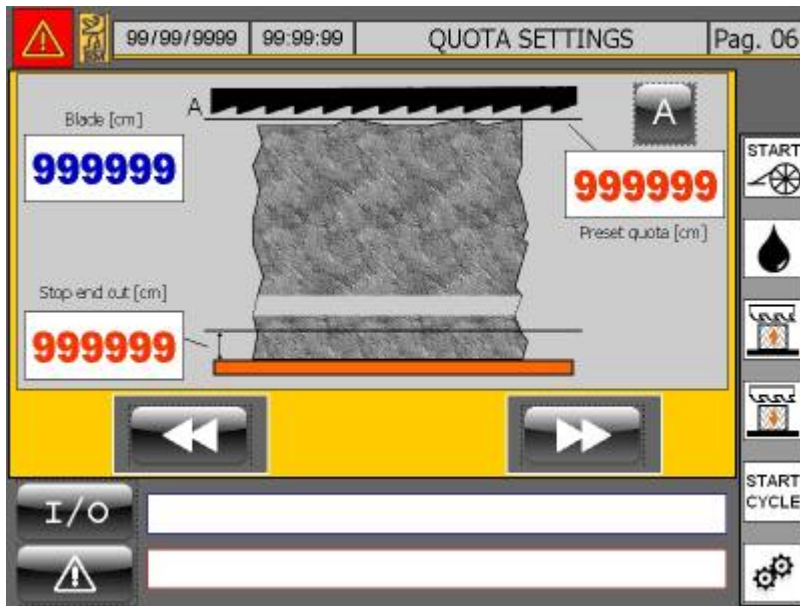 99/99/9999 99:99:99 QUOTA SETTINGS Pag. 06
A
A
Blade [cm]
999999
START
999999
Preset quota [cm]
Stop end cut [cm]
999999
START
CYCLE
I/O